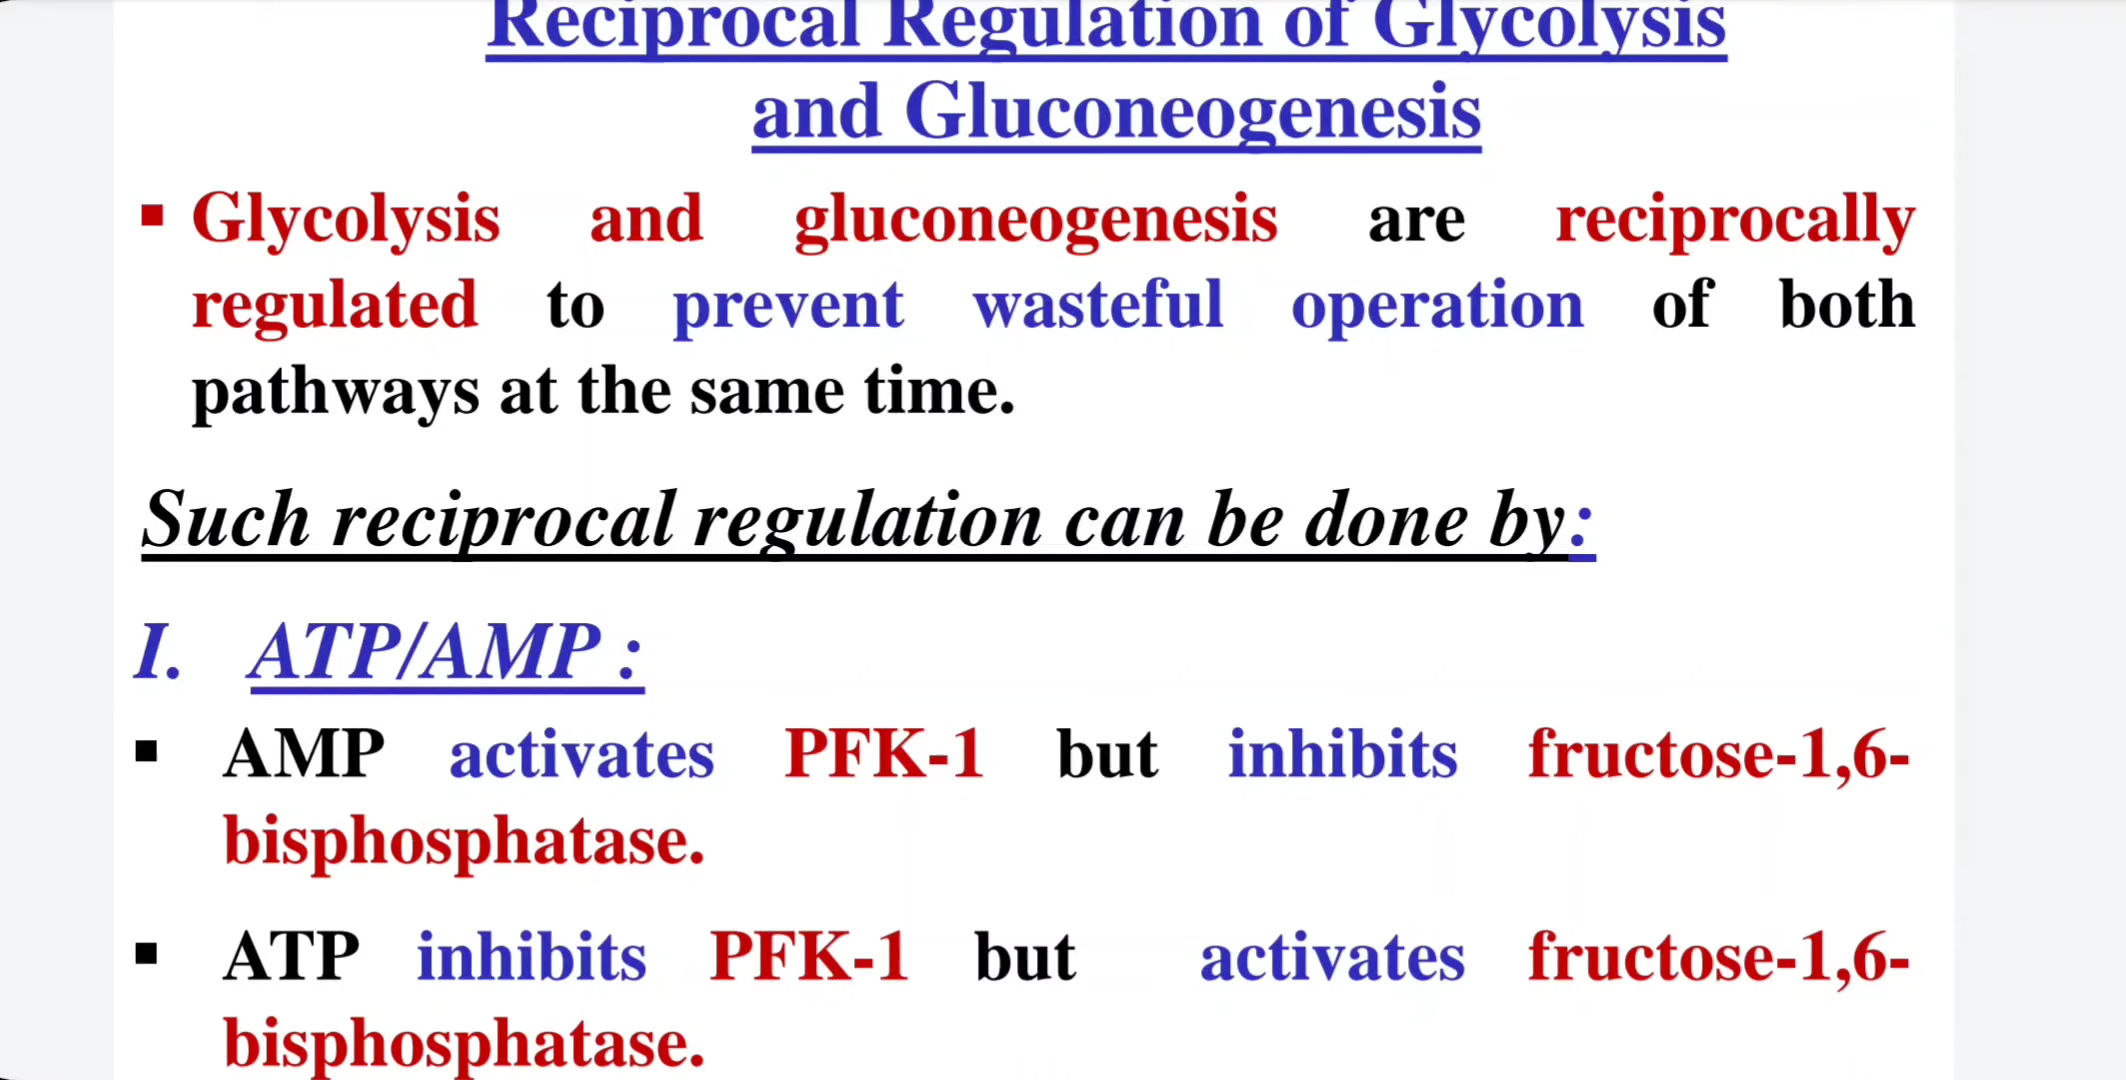 Reciprocal Regulation of Glycolysis
and Gluconeogenesis
▪ Glycolysis and gluconeogenesis are reciprocally
regulated to prevent wasteful operation of both
pathways at the same time.
Such reciprocal regulation can be done by:
I. ATP/AMP :
▪ AMP activates PFK-1 but inhibits fructose-1,6-
bisphosphatase.
▪ ATP inhibits PFK-1 but activates fructose-1,6-
bisphosphatase.